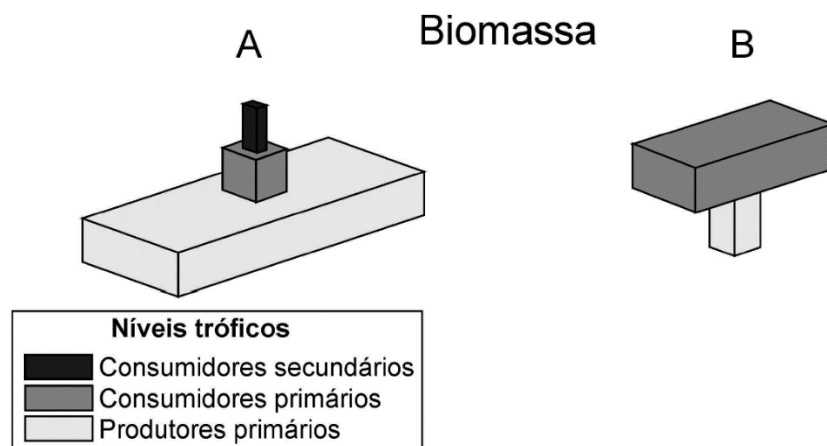 Biomassa
A
B
Níveis tróficos
Consumidores secundários
Consumidores primários
Produtores primários